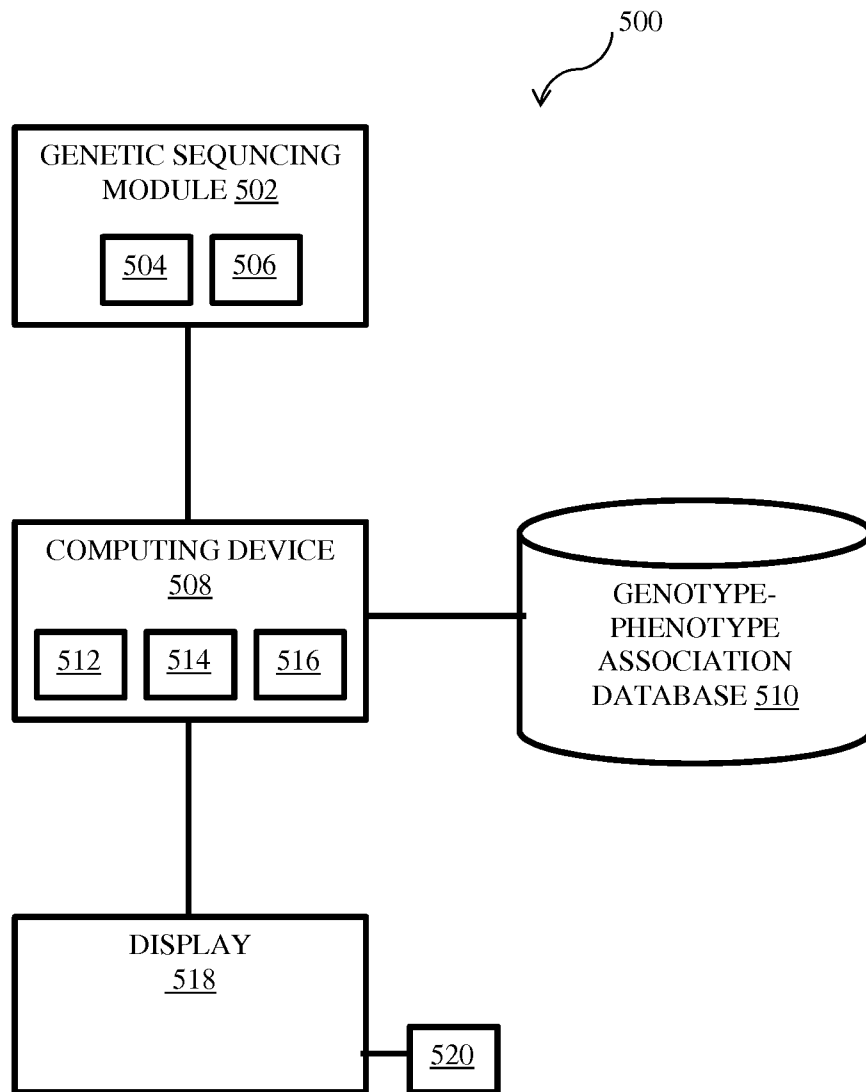 500
GENETIC SEQUNCING
MODULE 502
504 506
COMPUTING DEVICE
508
512 514 516
GENOTYPE-
PHENOTYPE
ASSOCIATION
DATABASE 510
DISPLAY
518
520